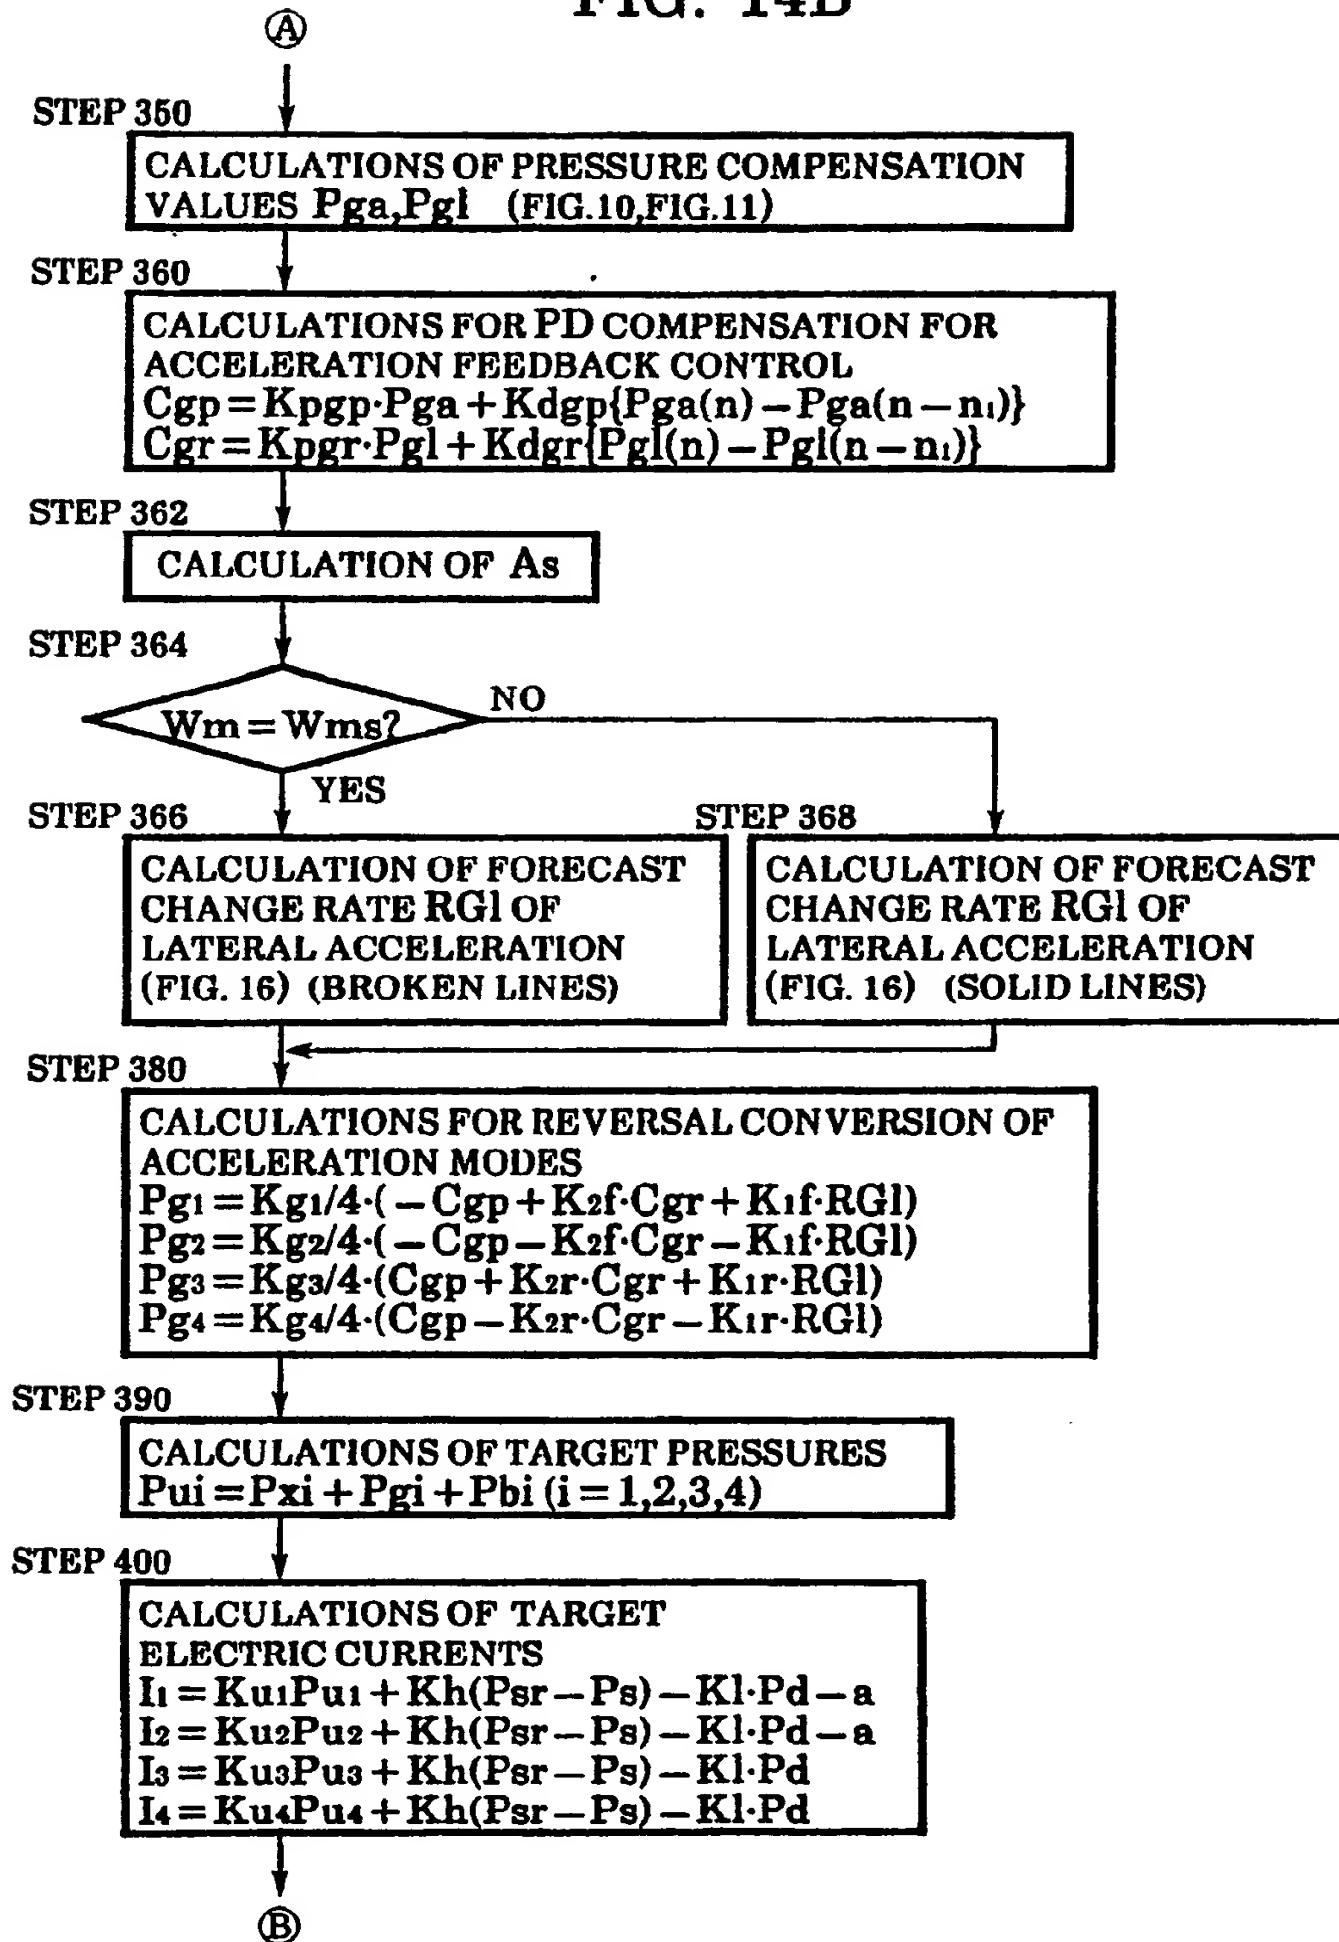 FIG. 14B
Ⓐ
STEP 350
CALCULATIONS OF PRESSURE COMPENSATION
VALUES Pga,Pgl (FIG.10,FIG.11)
STEP 360
CALCULATIONS FOR PD COMPENSATION FOR
ACCELERATION FEEDBACK CONTROL
Cgp=Kpgp·Pga+Kdgp{Pga(n)−Pga(n−n₁)}
Cgr=Kpgr·Pgl+Kdgr{Pgl(n)−Pgl(n−n₁)}
STEP 362
CALCULATION OF As
STEP 364
NO
Wm=Wms?
YES
STEP 366
CALCULATION OF FORECAST
CHANGE RATE RGl OF
LATERAL ACCELERATION
(FIG. 16) (BROKEN LINES)
STEP 368
CALCULATION OF FORECAST
CHANGE RATE RGl OF
LATERAL ACCELERATION
(FIG. 16) (SOLID LINES)
STEP 380
CALCULATIONS FOR REVERSAL CONVERSION OF
ACCELERATION MODES
Pg₁=Kg₁/4·(−Cgp+K₂f·Cgr+K₁f·RGl)
Pg₂=Kg₂/4·(−Cgp−K₂f·Cgr−K₁f·RGl)
Pg₃=Kg₃/4·(Cgp+K₂r·Cgr+K₁r·RGl)
Pg₄=Kg₄/4·(Cgp−K₂r·Cgr−K₁r·RGl)
STEP 390
CALCULATIONS OF TARGET PRESSURES
Pui=Pxi+Pgi+Pbi (i=1,2,3,4)
STEP 400
CALCULATIONS OF TARGET
ELECTRIC CURRENTS
I₁=Ku₁Pu₁+Kh(Psr−Ps)−Kl·Pd−a
I₂=Ku₂Pu₂+Kh(Psr−Ps)−Kl·Pd−a
I₃=Ku₃Pu₃+Kh(Psr−Ps)−Kl·Pd
I₄=Ku₄Pu₄+Kh(Psr−Ps)−Kl·Pd
Ⓑ